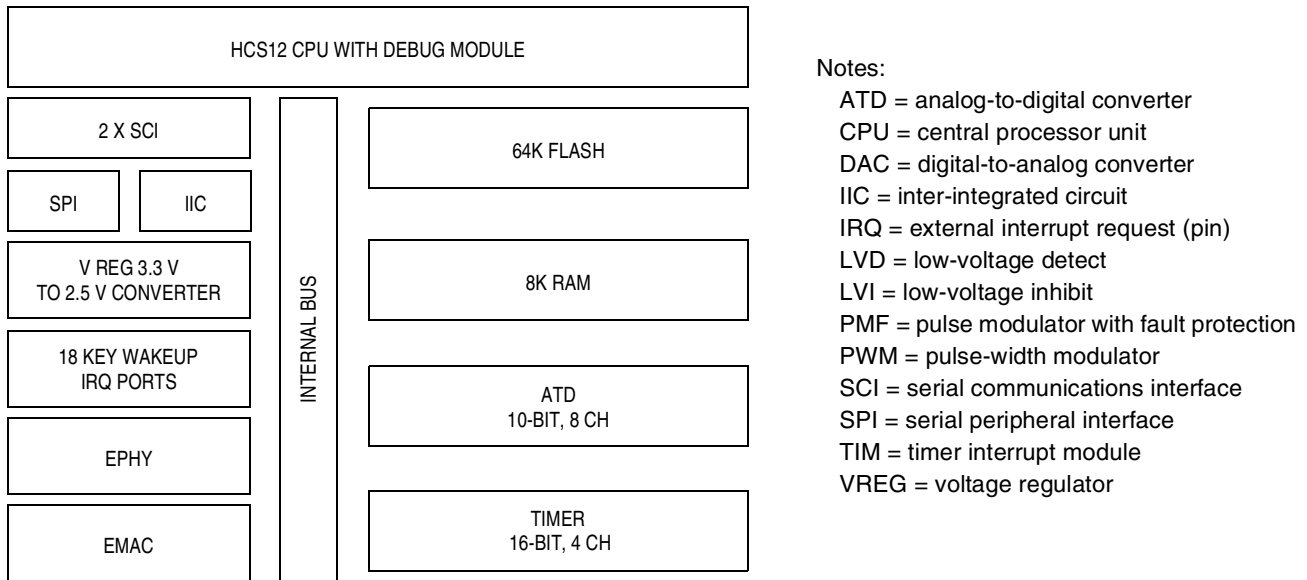 HCS12 CPU WITH DEBUG MODULE
2 X SCI
SPI
IIC
V REG 3.3 V
TO 2.5 V CONVERTER
18 KEY WAKEUP
IRQ PORTS
EPHY
EMAC
INTERNAL BUS
64K FLASH
8K RAM
ATD
10-BIT, 8 CH
TIMER
16-BIT, 4 CH
Notes:
ATD = analog-to-digital converter
CPU = central processor unit
DAC = digital-to-analog converter
IIC = inter-integrated circuit
IRQ = external interrupt request (pin)
LVD = low-voltage detect
LVI = low-voltage inhibit
PMF = pulse modulator with fault protection
PWM = pulse-width modulator
SCI = serial communications interface
SPI = serial peripheral interface
TIM = timer interrupt module
VREG = voltage regulator